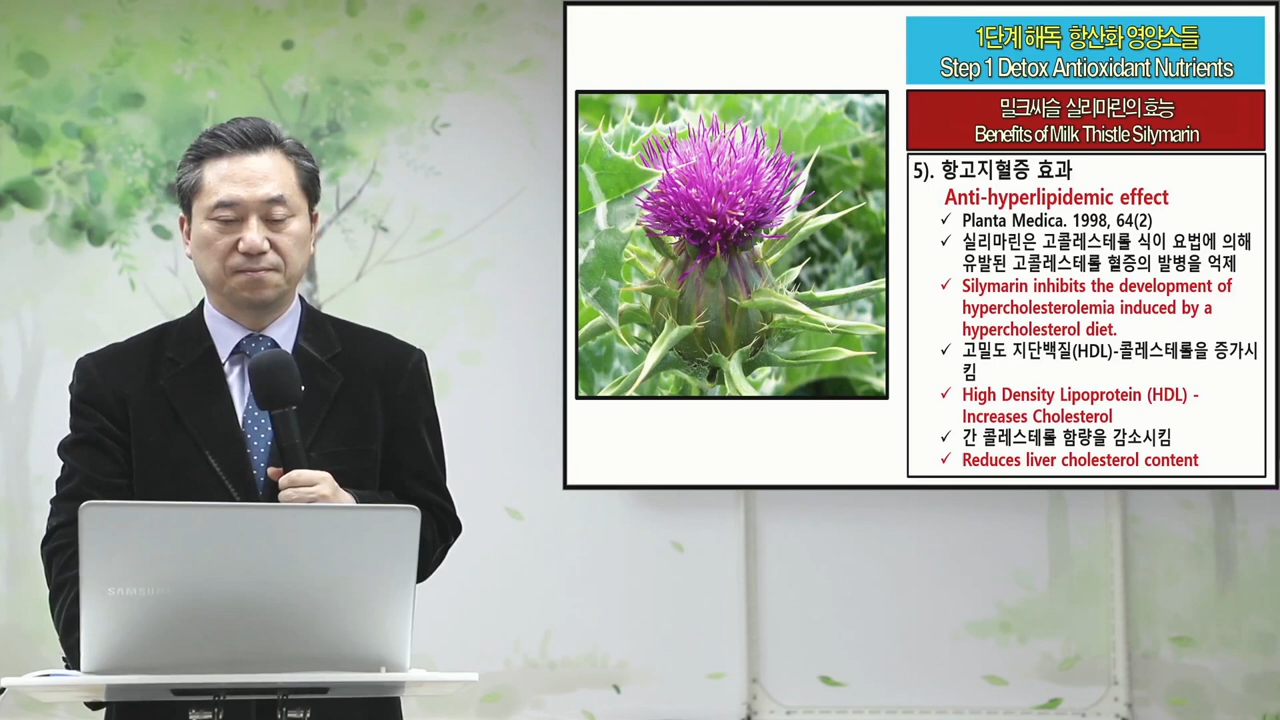 1단계 해독 항산화 영양소들
Step 1 Detox Antioxidant Nutrients
밀크씨슬 실리마린의 효능
Benefits of Milk Thistle Silymarin
5). 항고지혈증 효과
Anti-hyperlipidemic effect
✓ Planta Medica. 1998, 64(2)
✓ 실리마린은 고콜레스테롤 식이 요법에 의해
유발된 고콜레스테롤 혈증의 발병을 억제
✓ Silymarin inhibits the development of
hypercholesterolemia induced by a
hypercholesterol diet.
✓ 고밀도 지단백질(HDL)-콜레스테롤을 증가시
킴
✓ High Density Lipoprotein (HDL) -
Increases Cholesterol
✓ 간 콜레스테롤 함량을 감소시킴
✓ Reduces liver cholesterol content
SAMSUNG